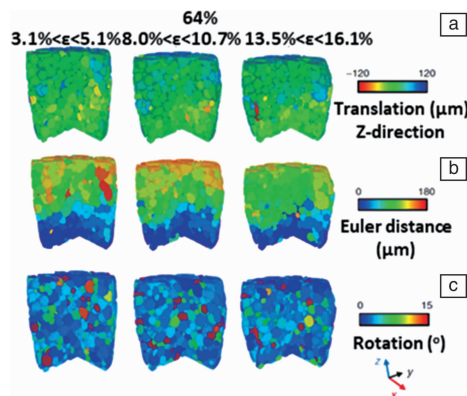 64%
3.1%<ε<5.1% 8.0%<ε<10.7% 13.5%<ε<16.1%
a
-120 120
Translation (μm)
Z-direction
b
0 180
Euler distance
(μm)
c
0 15
Rotation (°)
z
y
x